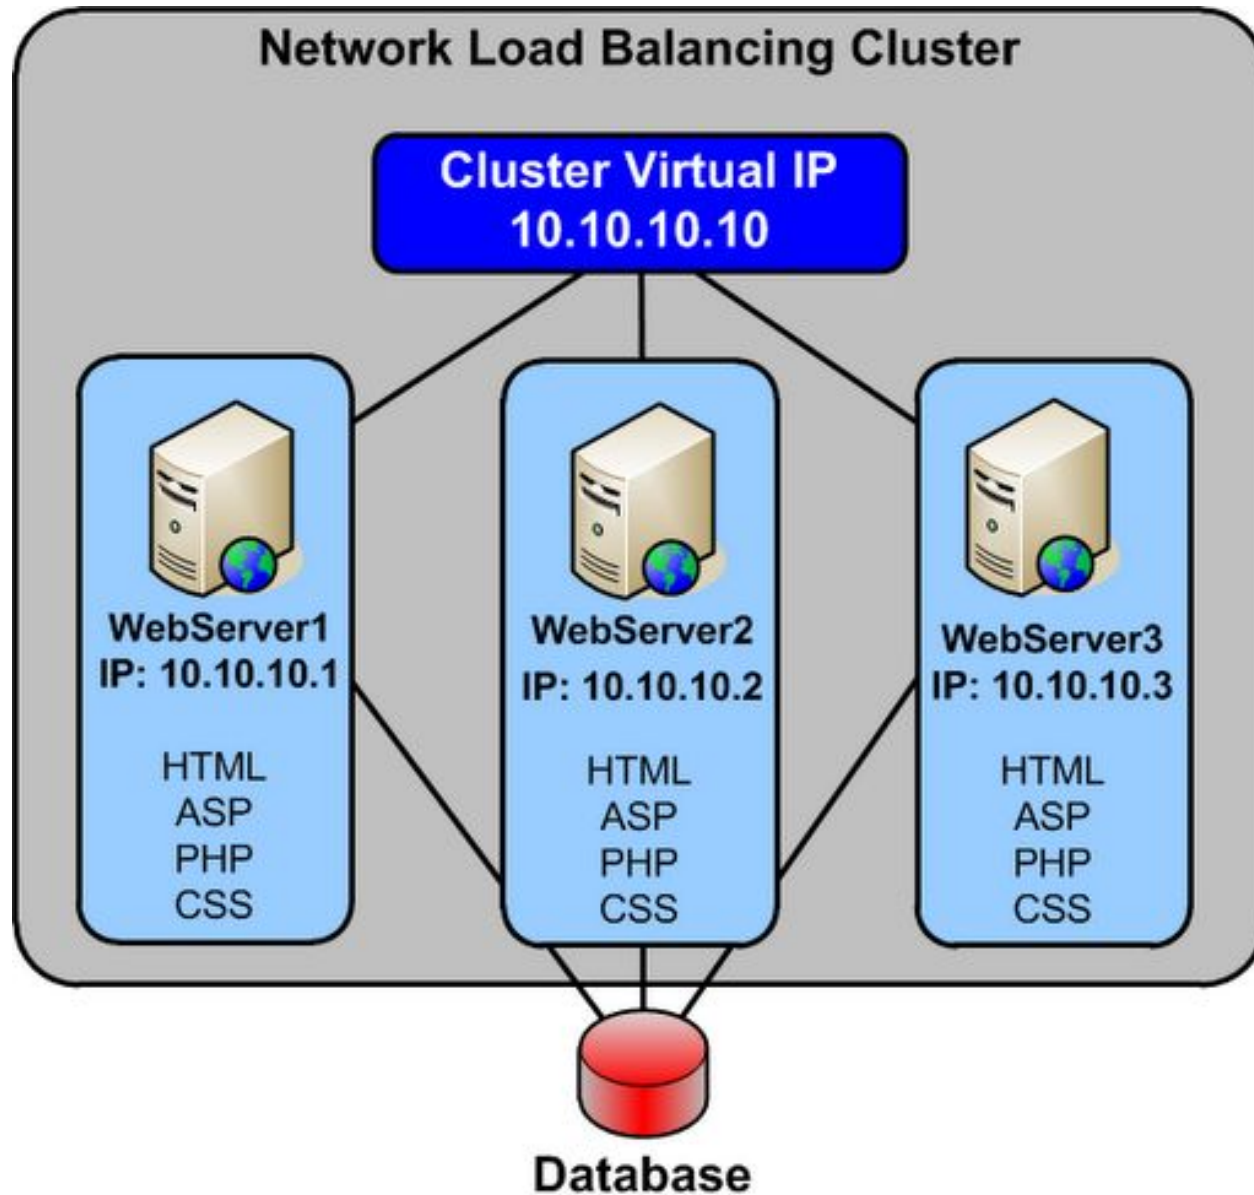 Network Load Balancing Cluster
Cluster Virtual IP
10.10.10.10
WebServer1
IP: 10.10.10.1
HTML
ASP
PHP
CSS
WebServer2
IP: 10.10.10.2
HTML
ASP
PHP
CSS
WebServer3
IP: 10.10.10.3
HTML
ASP
PHP
CSS
Database